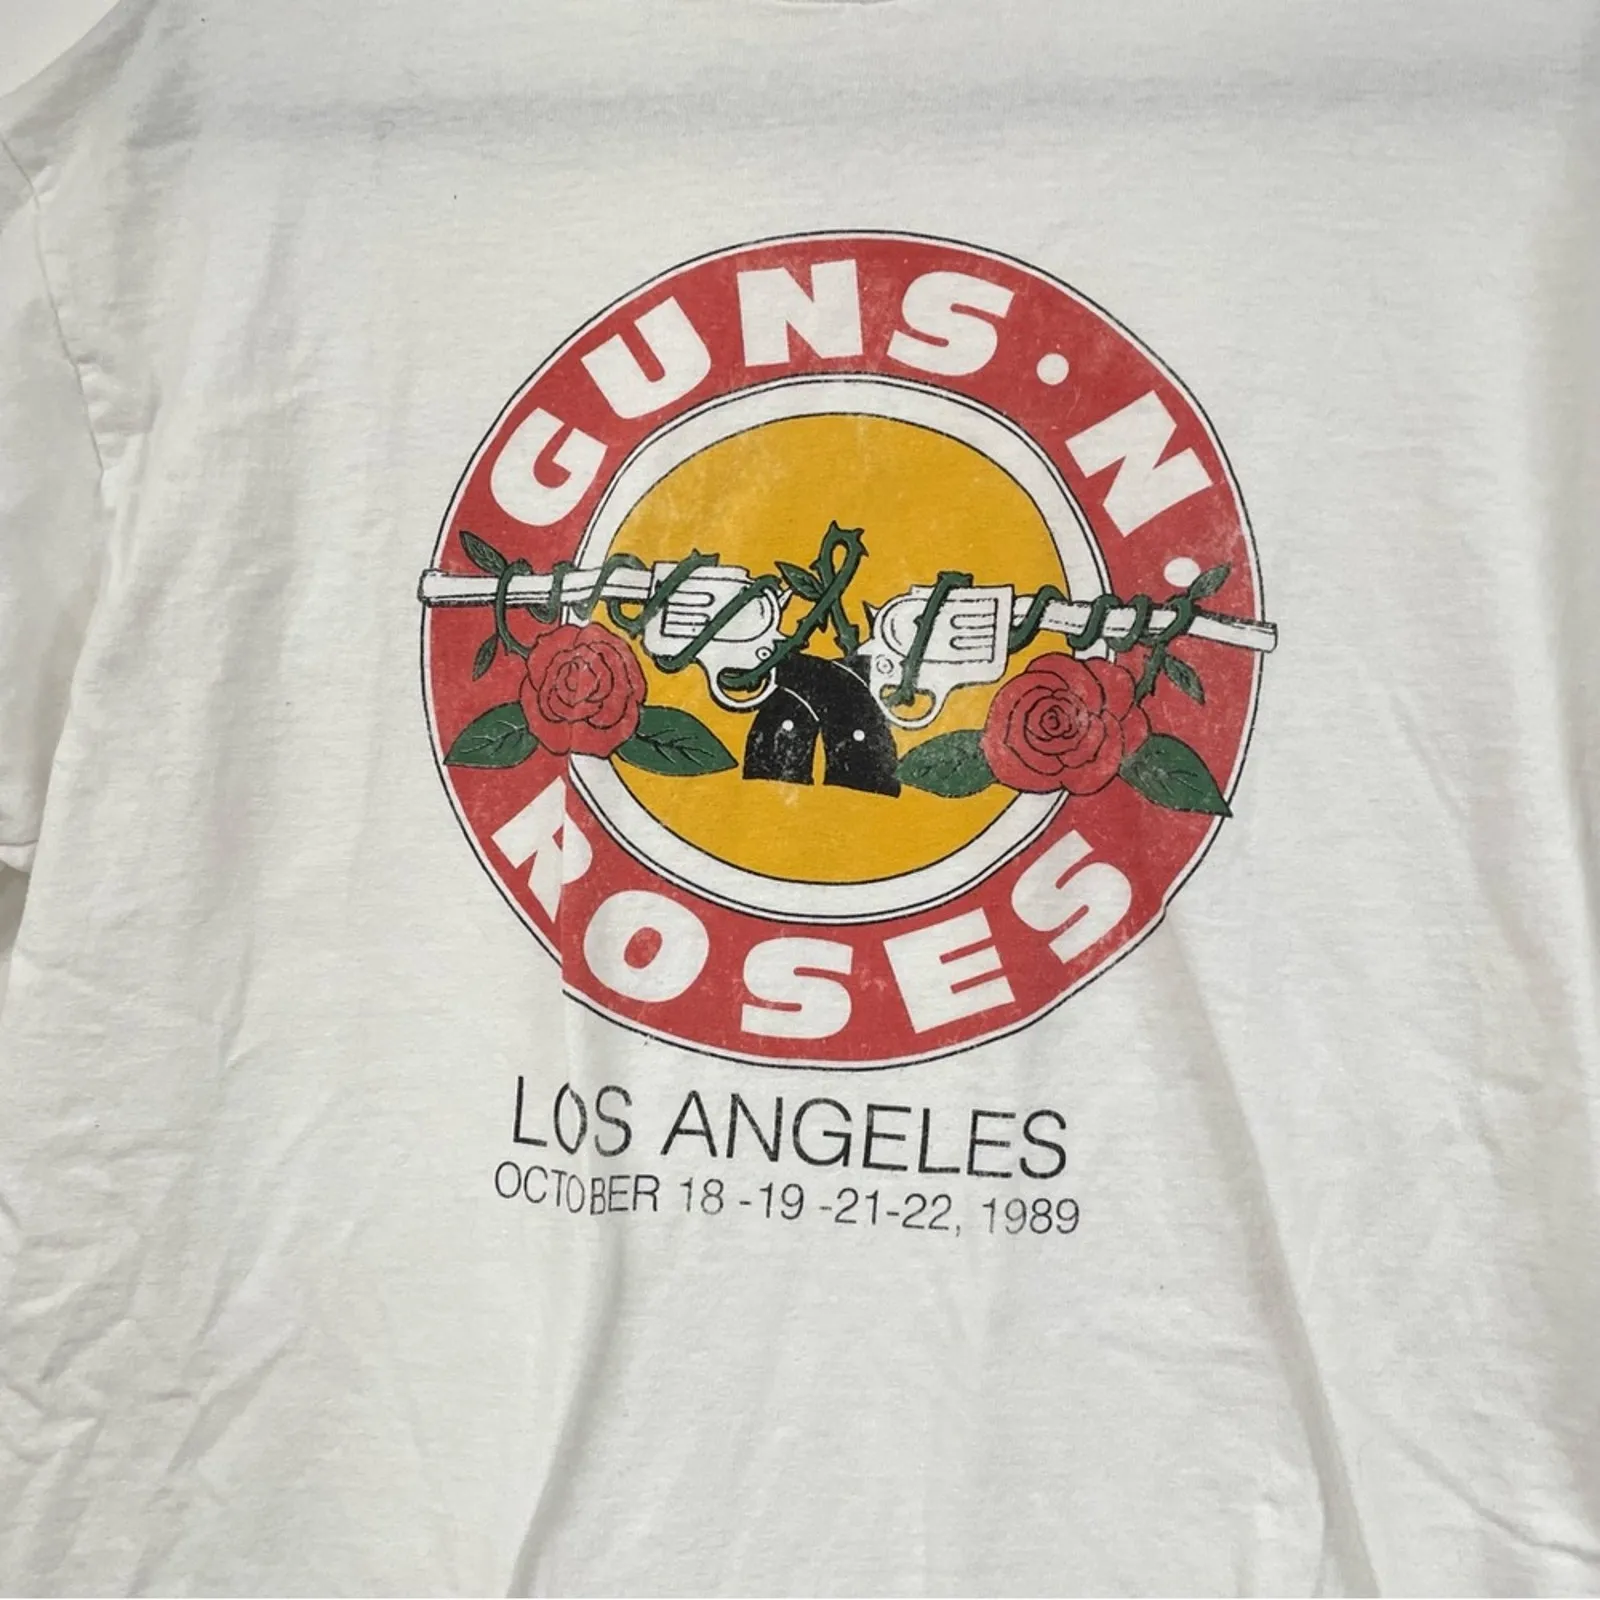 GUNS • N •
ROSES
LOS ANGELES
OCTOBER 18 -19 -21-22, 1989